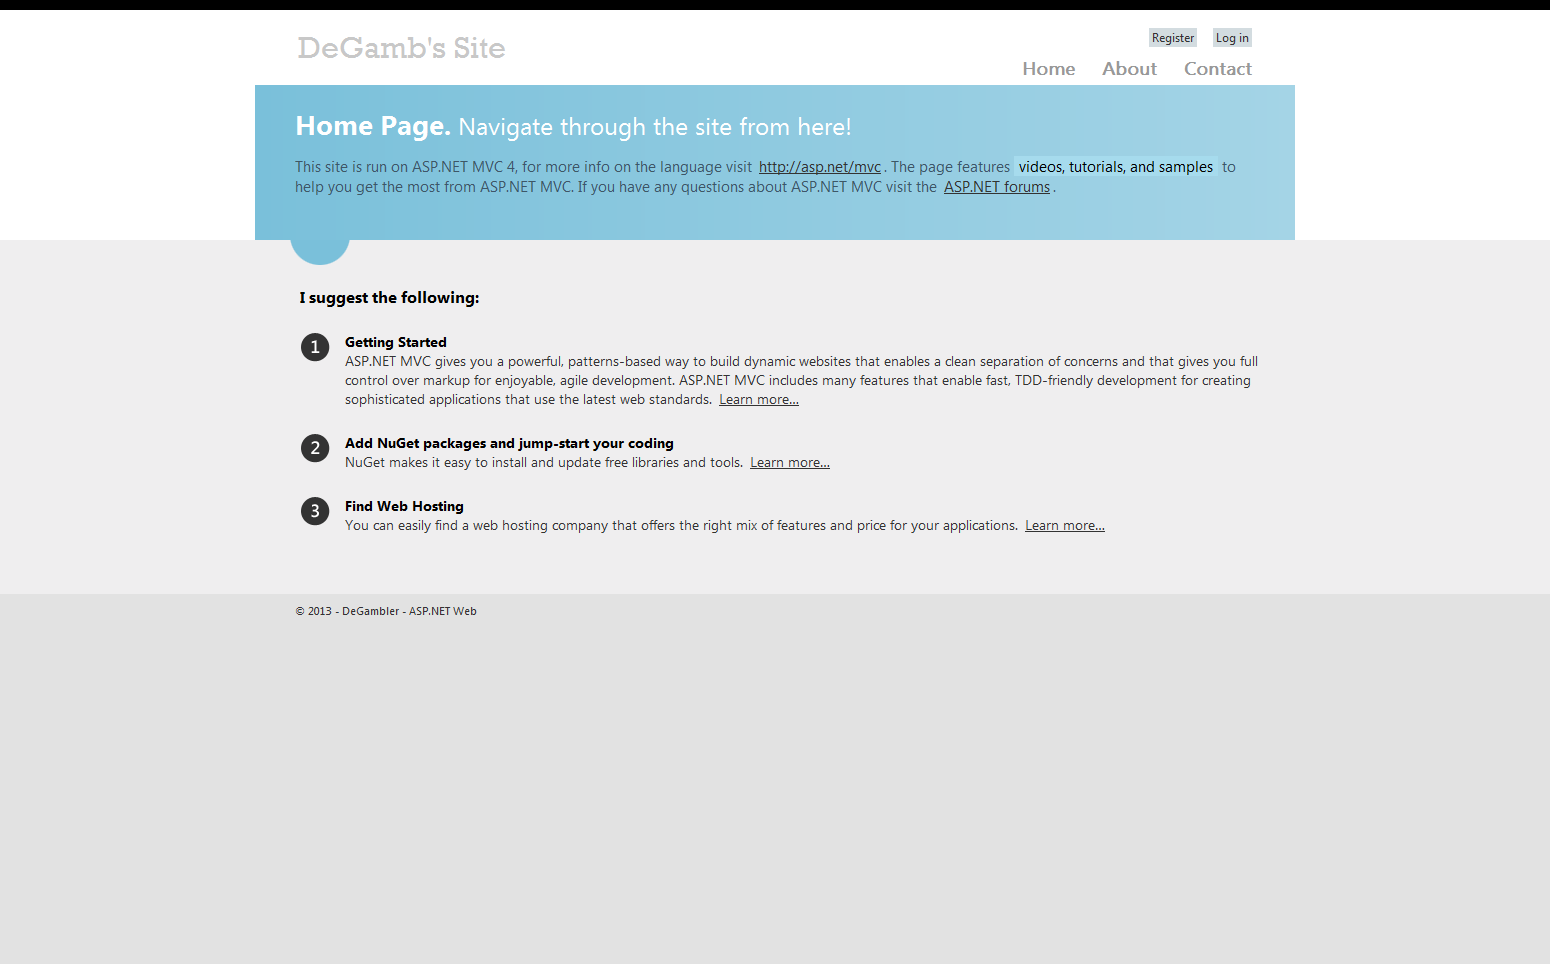 DeGamb's Site
Register Log in
Home About Contact
Home Page. Navigate through the site from here!
This site is run on ASP.NET MVC 4, for more info on the language visit http://asp.net/mvc. The page features videos, tutorials, and samples to
help you get the most from ASP.NET MVC. If you have any questions about ASP.NET MVC visit the ASP.NET forums.
I suggest the following:
1 Getting Started
ASP.NET MVC gives you a powerful, patterns-based way to build dynamic websites that enables a clean separation of concerns and that gives you full
control over markup for enjoyable, agile development. ASP.NET MVC includes many features that enable fast, TDD-friendly development for creating
sophisticated applications that use the latest web standards. Learn more...
2 Add NuGet packages and jump-start your coding
NuGet makes it easy to install and update free libraries and tools. Learn more...
3 Find Web Hosting
You can easily find a web hosting company that offers the right mix of features and price for your applications. Learn more...
© 2013 - DeGambler - ASP.NET Web